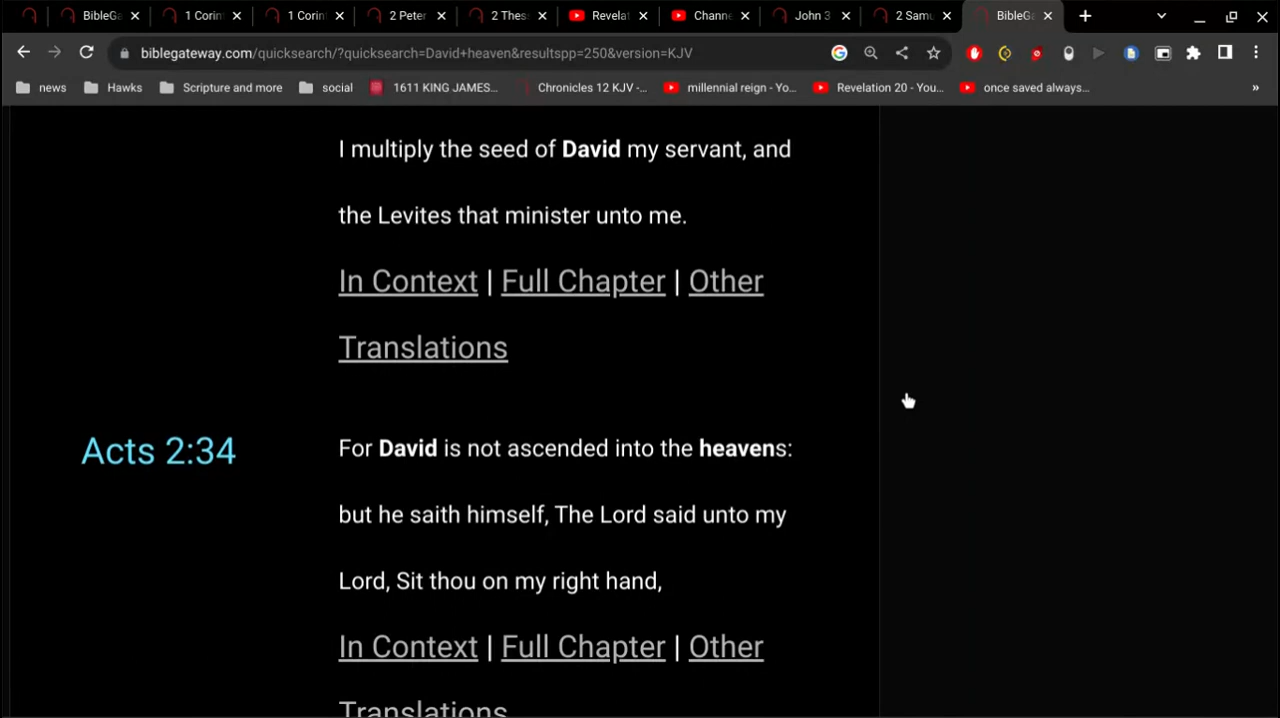 BibleGa 1 Corin 1 Corin 2 Peter 2 Thes Revela Chann John 3 2 Samu BibleGa
biblegateway.com/quicksearch/?quicksearch=David+heaven&resultspp=250&version=KJV
news Hawks Scripture and more social 1611 KING JAMES... Chronicles 12 KJV -... millennial reign - Yo... Revelation 20 - You... once saved always... »
I multiply the seed of David my servant, and
the Levites that minister unto me.
In Context | Full Chapter | Other
Translations
Acts 2:34 For David is not ascended into the heavens:
but he saith himself, The Lord said unto my
Lord, Sit thou on my right hand,
In Context | Full Chapter | Other
Translations